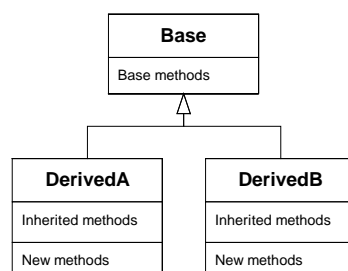 Base
Base methods
DerivedA
Inherited methods
New methods
DerivedB
Inherited methods
New methods